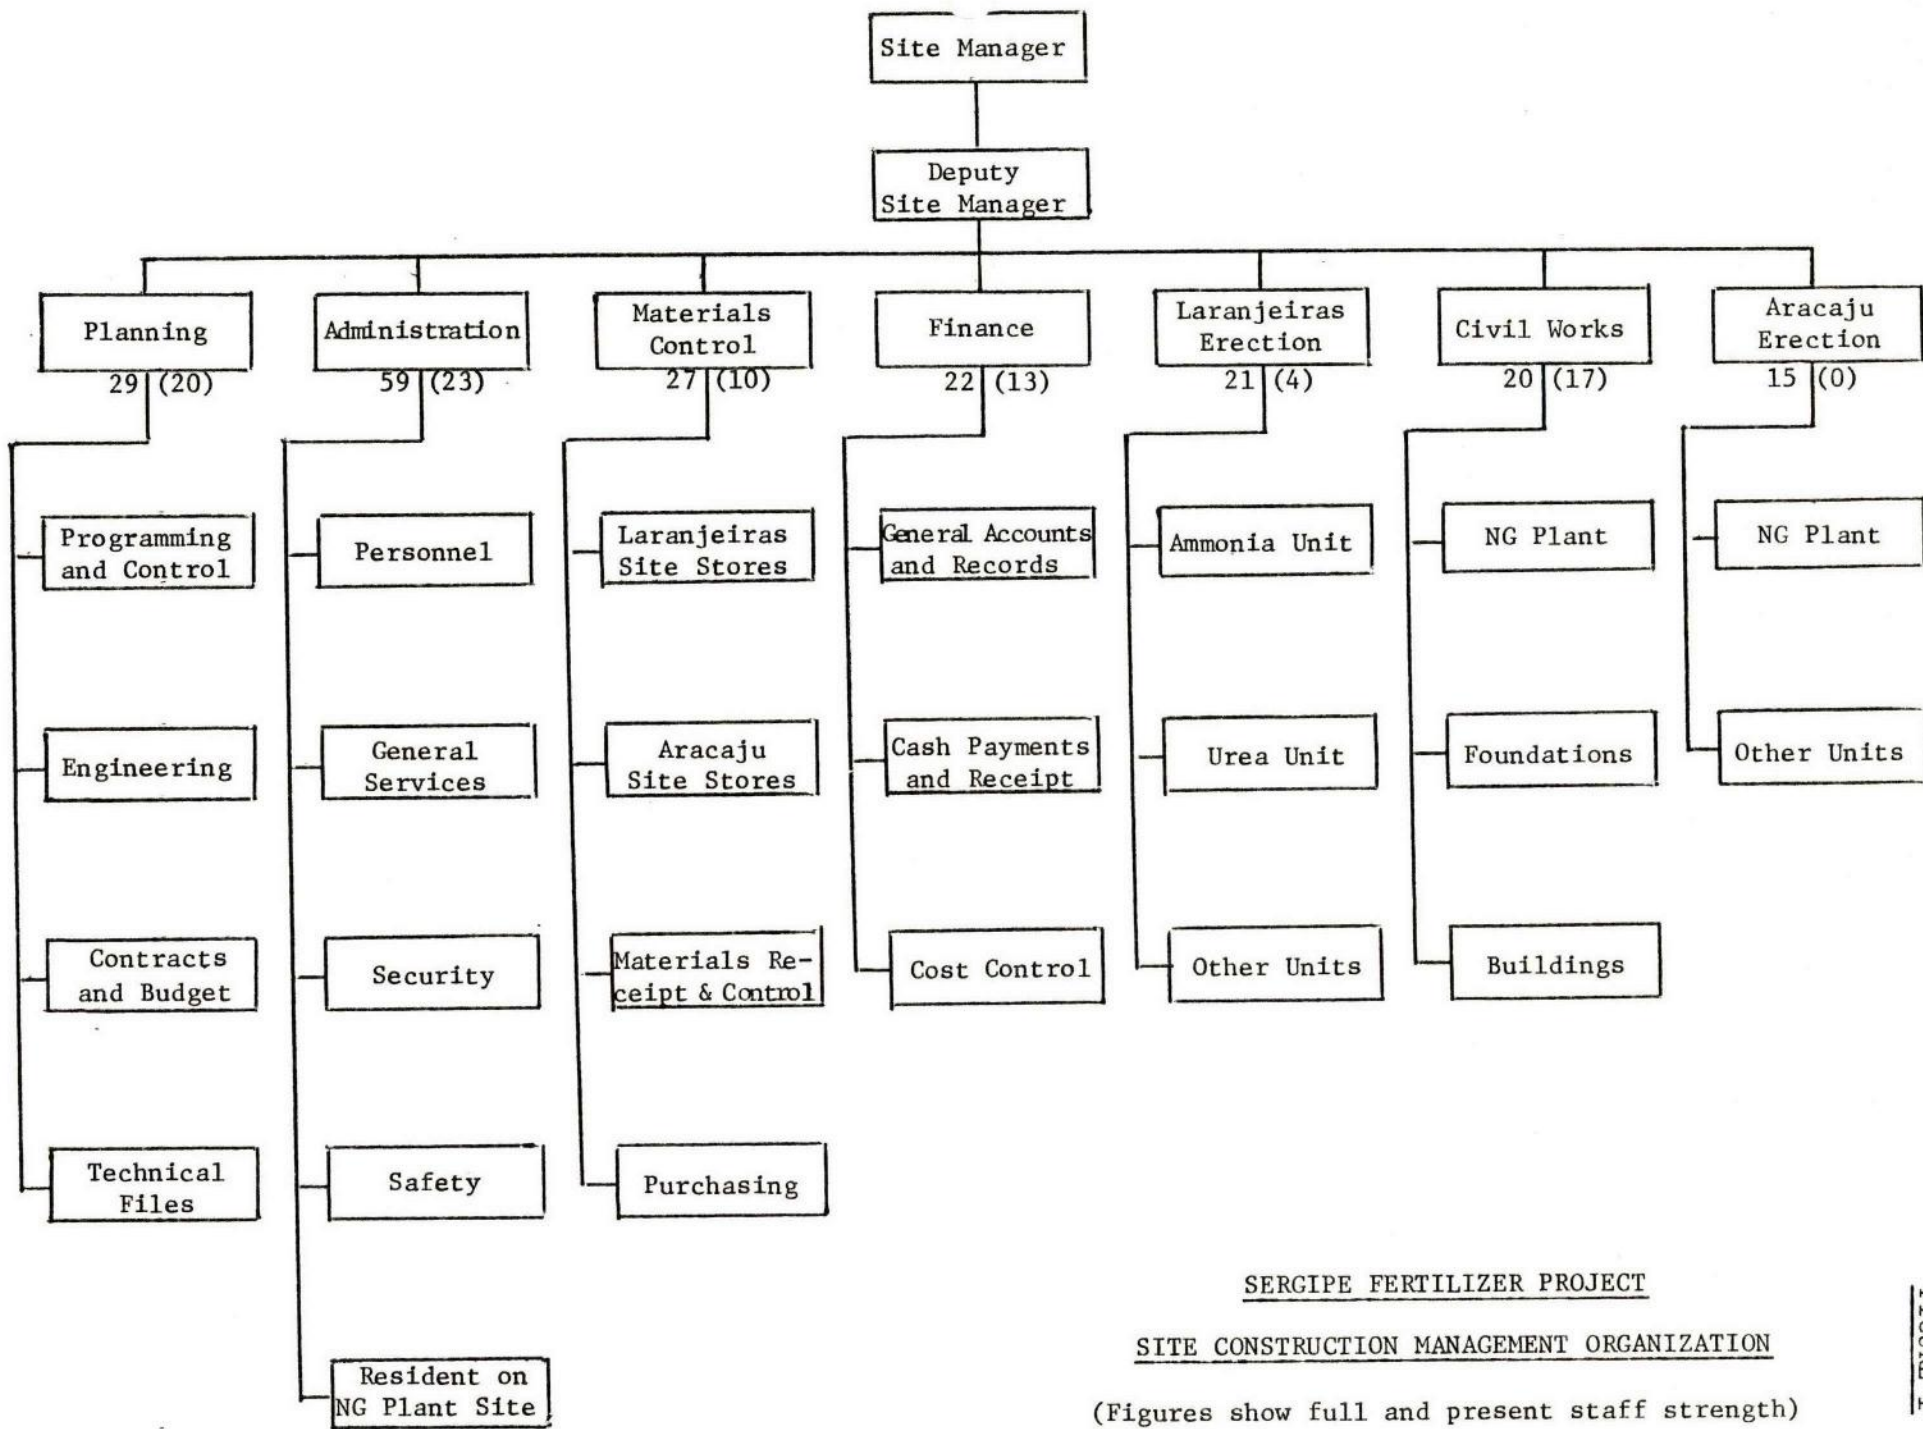 Site Manager
Deputy
Site Manager
Planning
29 (20)
Administration
59 (23)
Materials
Control
27 (10)
Finance
22 (13)
Laranjeiras
Erection
21 (4)
Civil Works
20 (17)
Aracaju
Erection
15 (0)
Programming
and Control
Engineering
Contracts
and Budget
Technical
Files
Personnel
General
Services
Security
Safety
Resident on
NG Plant Site
Laranjeiras
Site Stores
Aracaju
Site Stores
Materials Re-
ceipt & Control
Purchasing
General Accounts
and Records
Cash Payments
and Receipt
Cost Control
Ammonia Unit
Urea Unit
Other Units
NG Plant
Foundations
Buildings
NG Plant
Other Units
SERGIPE FERTILIZER PROJECT
SITE CONSTRUCTION MANAGEMENT ORGANIZATION
(Figures show full and present staff strength)